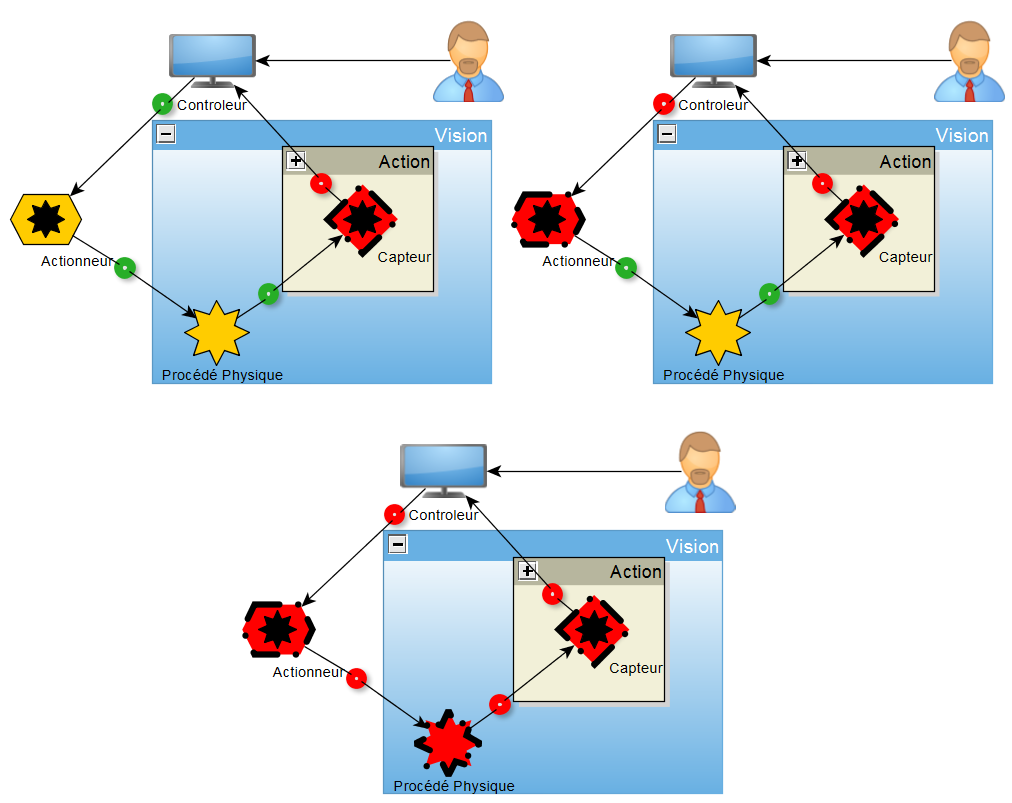 Controleur
Vision
Action
Capteur
Actionneur
Procédé Physique
Controleur
Vision
Action
Capteur
Actionneur
Procédé Physique
Controleur
Vision
Action
Capteur
Actionneur
Procédé Physique